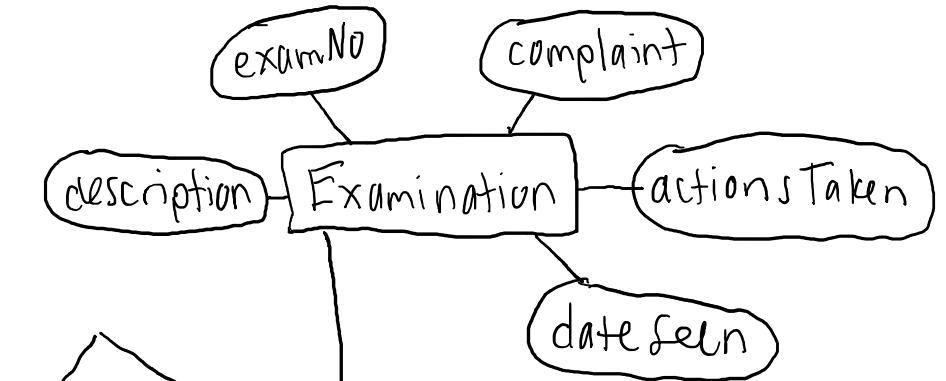 examNo
complaint
description
Examination
actionsTaken
dateSeen